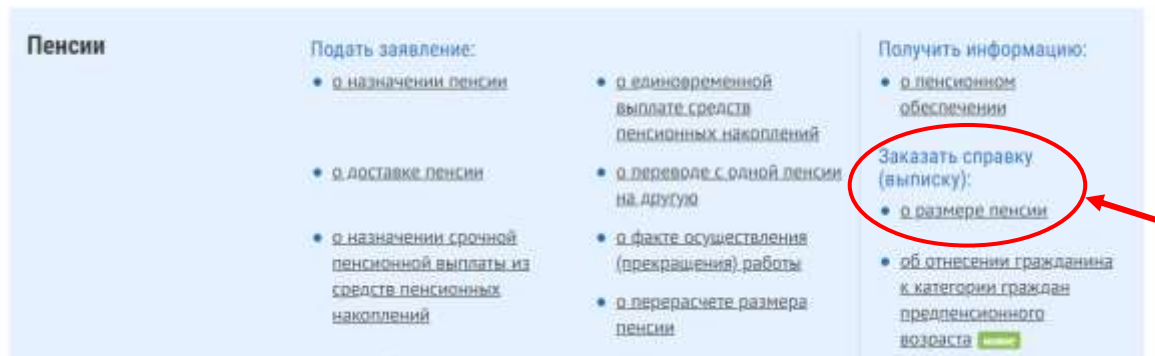 Пенсии
Подать заявление:
о назначении пенсии
о доставке пенсии
о назначении срочной
пенсионной выплаты из
средств пенсионных
накоплений
о единовременной
выплате средств
пенсионных накоплений
о переводе с одной пенсии
на другую
о факте осуществления
(прекращения) работы
о перерасчете размера
пенсии
Получить информацию:
о пенсионном
обеспечении
Заказать справку
(выписку):
о размере пенсии
об отнесении гражданина
к категории граждан
предпенсионного
возраста